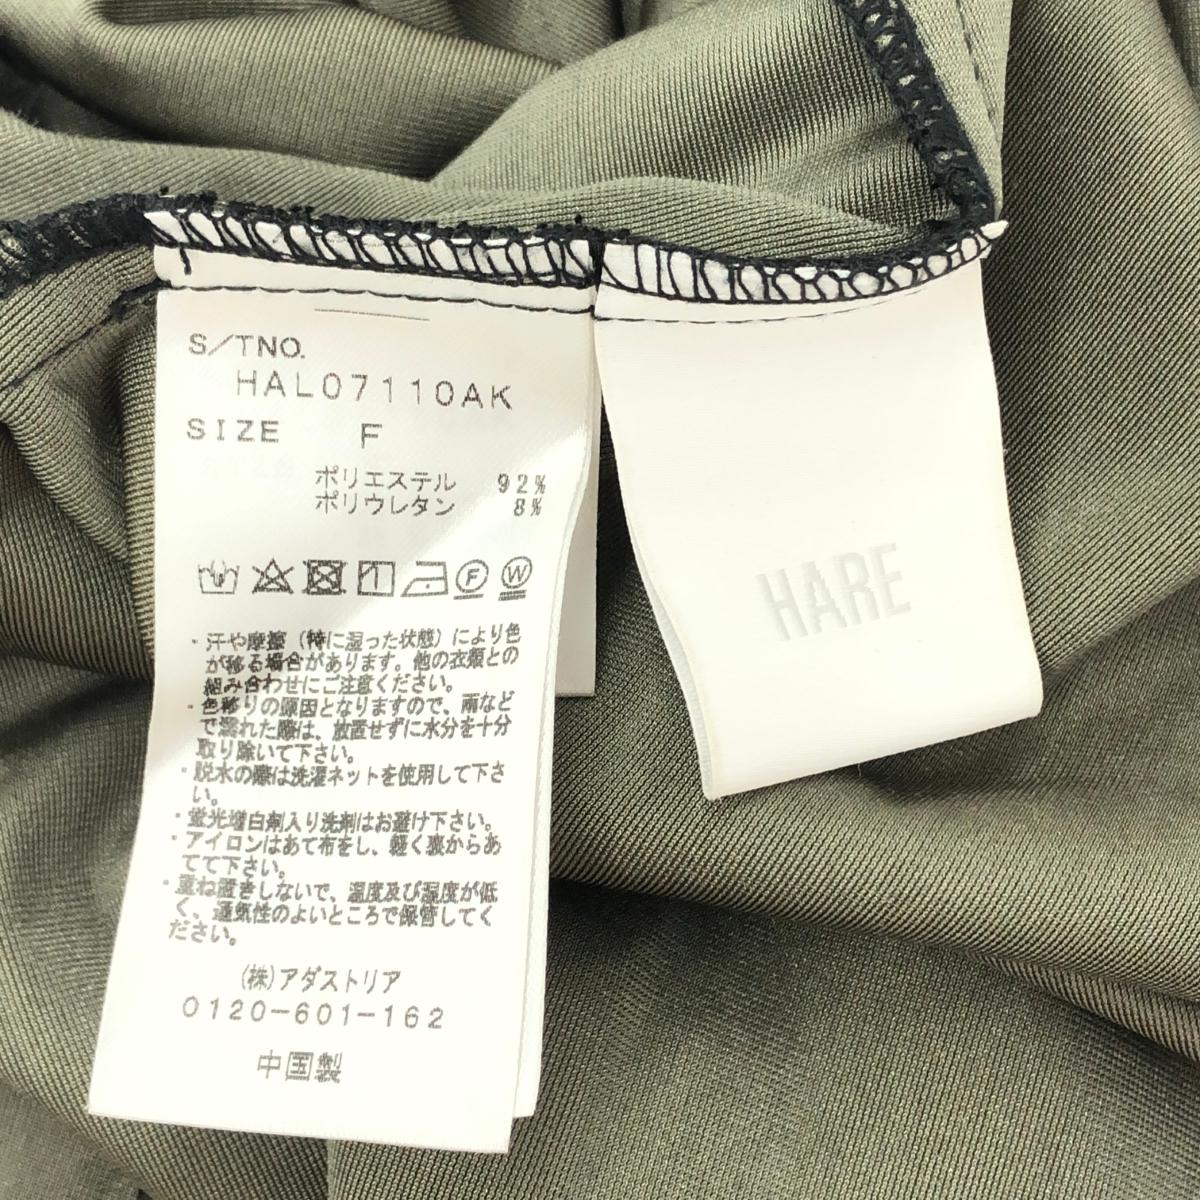 S/TNO.
HAL07110AK
SIZE F
ポリエステル 92%
ポリウレタン 8%
F W
・汗や摩擦（特に湿った状態）により色
が移る場合があります。他の衣類との
組み合わせにご注意ください。
・色移りの原因となりますので、雨など
で濡れた際は、放置せずに水分を十分
取り除いて下さい。
・脱水の際は洗濯ネットを使用して下さ
い。
・蛍光増白剤入り洗剤はお避け下さい。
・アイロンはあて布をし、軽く裏からあ
てて下さい。
・重ね置きしないで、温度及び湿度が低
く、通気性のよいところで保管してく
ださい。
(株)アダストリア
0120-601-162
中国製
HARE